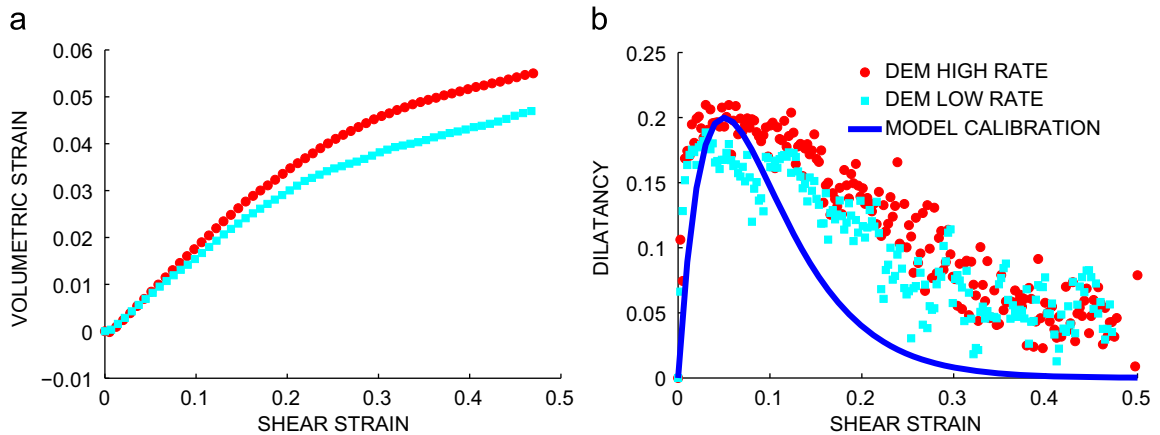 a
0.06
0.05
0.04
0.03
0.02
0.01
0
−0.01
VOLUMETRIC STRAIN
0
0.1
0.2
0.3
0.4
0.5
SHEAR STRAIN
b
0.25
0.2
0.15
0.1
0.05
0
DILATANCY
DEM HIGH RATE
DEM LOW RATE
MODEL CALIBRATION
0
0.1
0.2
0.3
0.4
0.5
SHEAR STRAIN